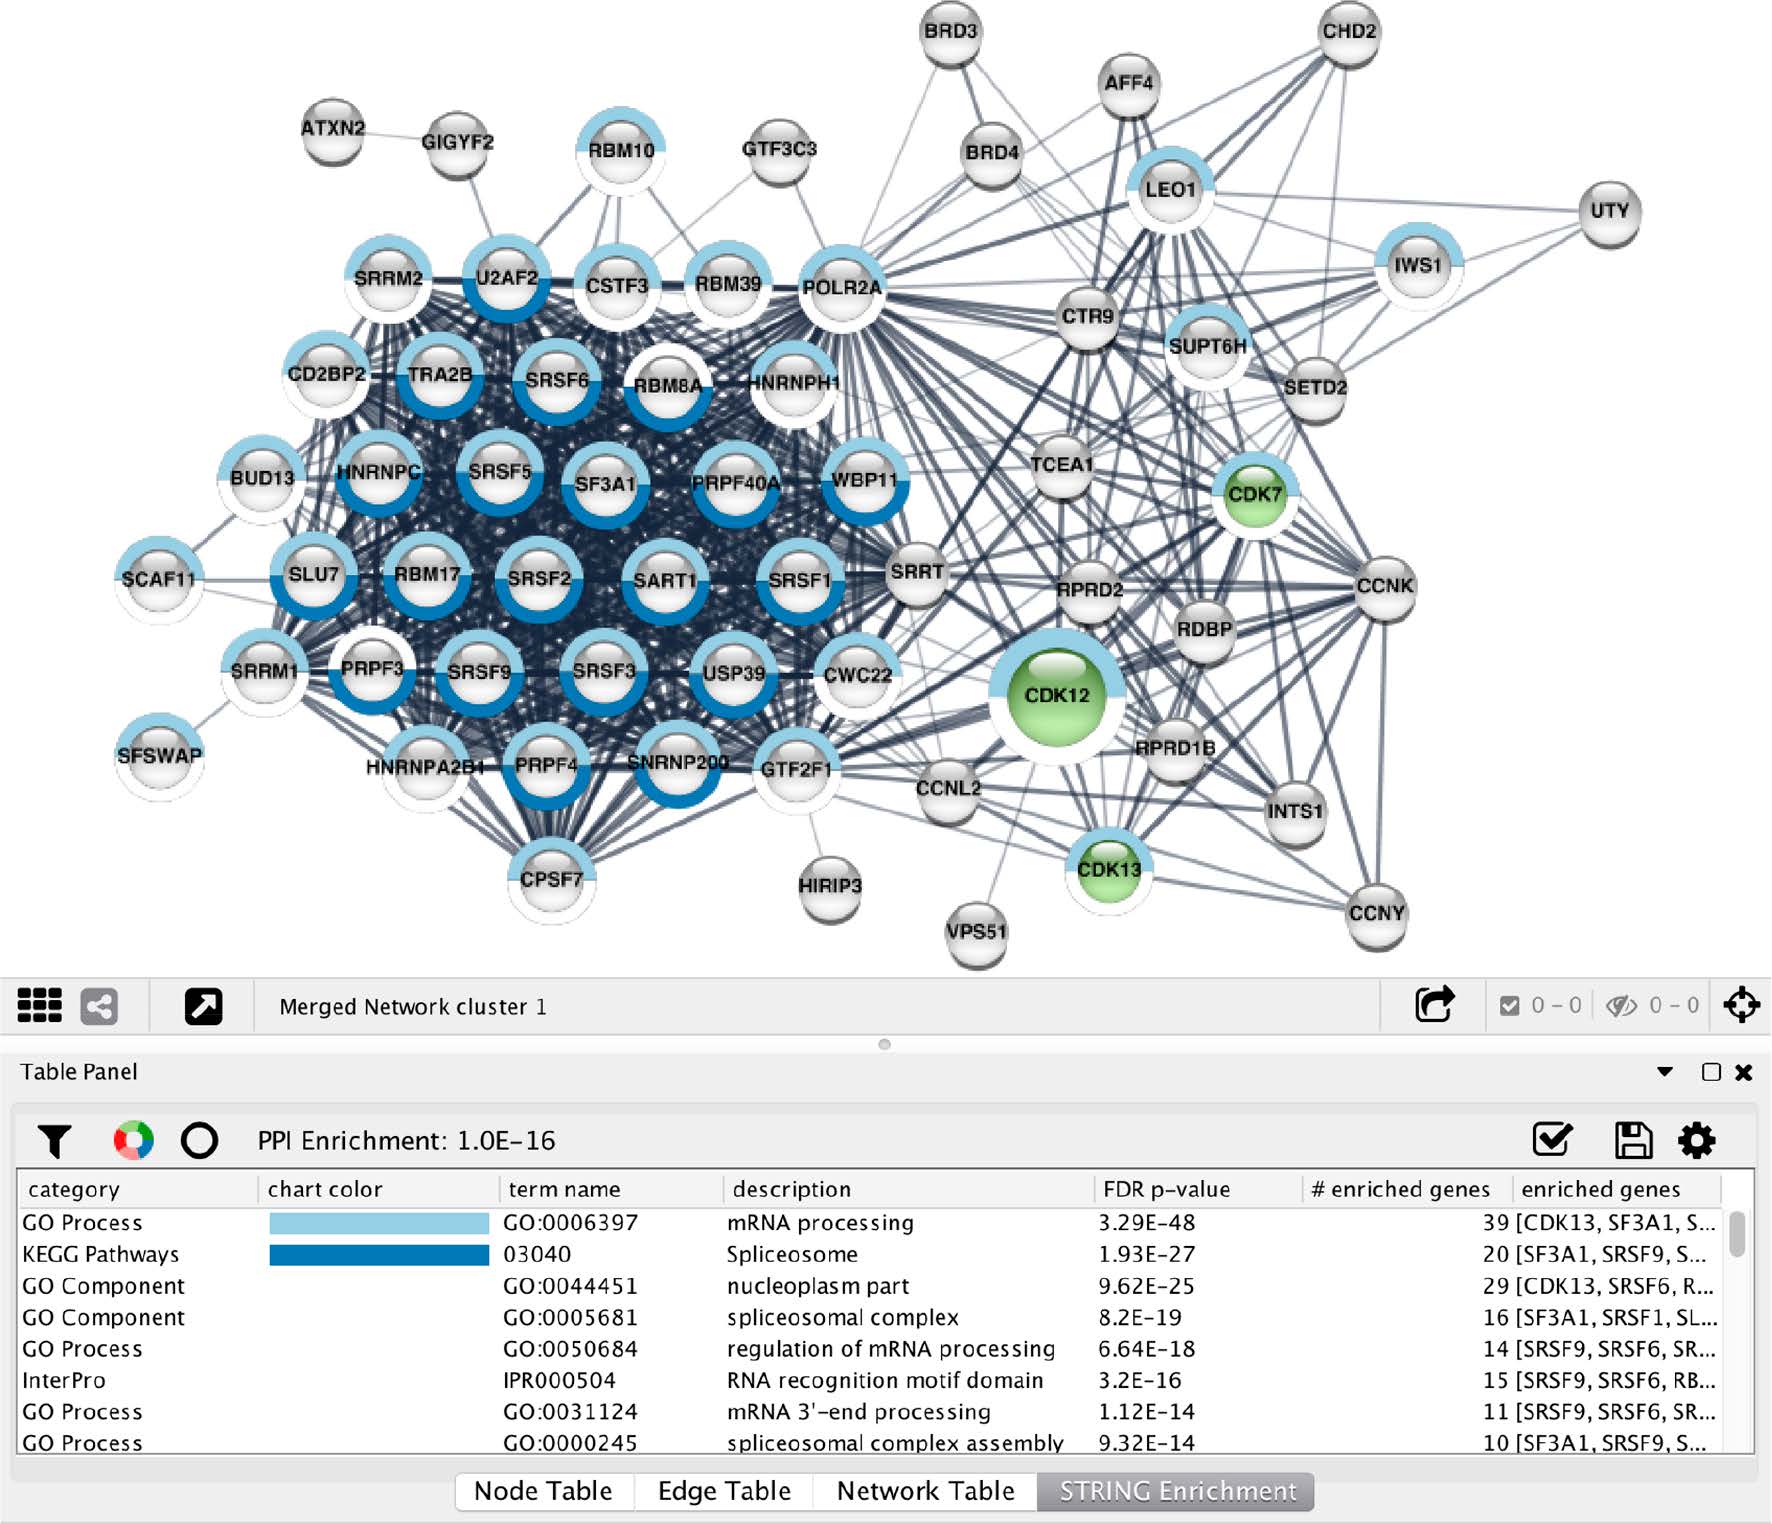 BRD3
CHD2
AFF4
ATXN2
GIGYF2
RBM10
GTF3C3
BRD4
LEO1
UTY
SRRM2
U2AF2
CSTF3
RBM39
POLR2A
IWS1
CTR9
SUPT6H
CD2BP2
TRA2B
SRSF6
RBM8A
HNRNPH1
SETD2
BUD13
HNRNPC
SRSF5
SF3A1
PRPF40A
WBP11
TCEA1
CDK7
SCAF11
SLU7
RBM17
SRSF2
SART1
SRSF1
SRRT
RPRD2
CCNK
RDBP
SRRM1
PRPF3
SRSF9
SRSF3
USP39
CWC22
CDK12
SFSWAP
HNRNPA2B1
PRPF4
SNRNP200
GTF2F1
RPRD1B
CCNL2
INTS1
CPSF7
HIRIP3
CDK13
VPS51
CCNY
Merged Network cluster 1 0 – 0 0 – 0
Table Panel
PPI Enrichment: 1.0E-16
category chart color term name description FDR p-value # enriched genes enriched genes
GO Process GO:0006397 mRNA processing 3.29E-48 39 [CDK13, SF3A1, S...
KEGG Pathways 03040 Spliceosome 1.93E-27 20 [SF3A1, SRSF9, S...
GO Component GO:0044451 nucleoplasm part 9.62E-25 29 [CDK13, SRSF6, R...
GO Component GO:0005681 spliceosomal complex 8.2E-19 16 [SF3A1, SRSF1, SL...
GO Process GO:0050684 regulation of mRNA processing 6.64E-18 14 [SRSF9, SRSF6, SR...
InterPro IPR000504 RNA recognition motif domain 3.2E-16 15 [SRSF9, SRSF6, RB...
GO Process GO:0031124 mRNA 3'-end processing 1.12E-14 11 [SRSF9, SRSF6, SR...
GO Process GO:0000245 spliceosomal complex assembly 9.32E-14 10 [SF3A1, SRSF9, S...
Node Table Edge Table Network Table STRING Enrichment